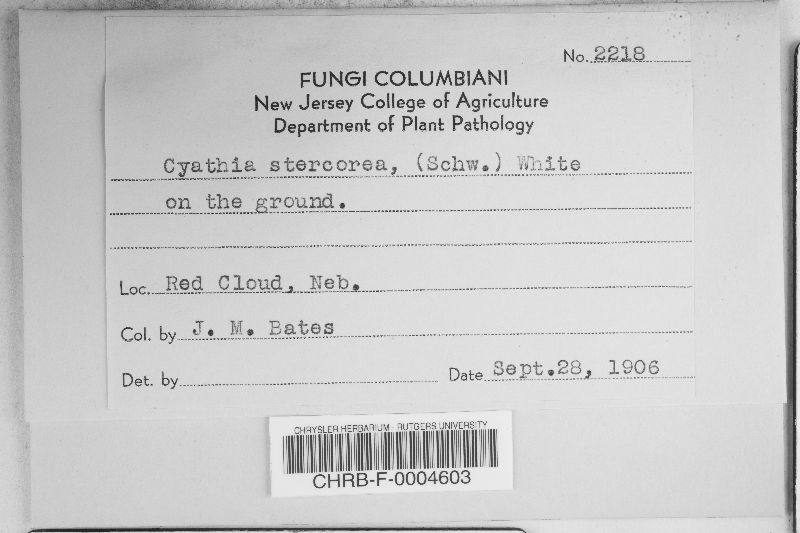 No. 2218
FUNGI COLUMBIANI
New Jersey College of Agriculture
Department of Plant Pathology
Cyathia stercorea, (Schw.) White
on the ground.
Loc. Red Cloud, Neb.
Col. by J. M. Bates
Det. by
Date Sept.28, 1906
CHRYSLER HERBARIUM - RUTGERS UNIVERSITY
CHRB-F-0004603